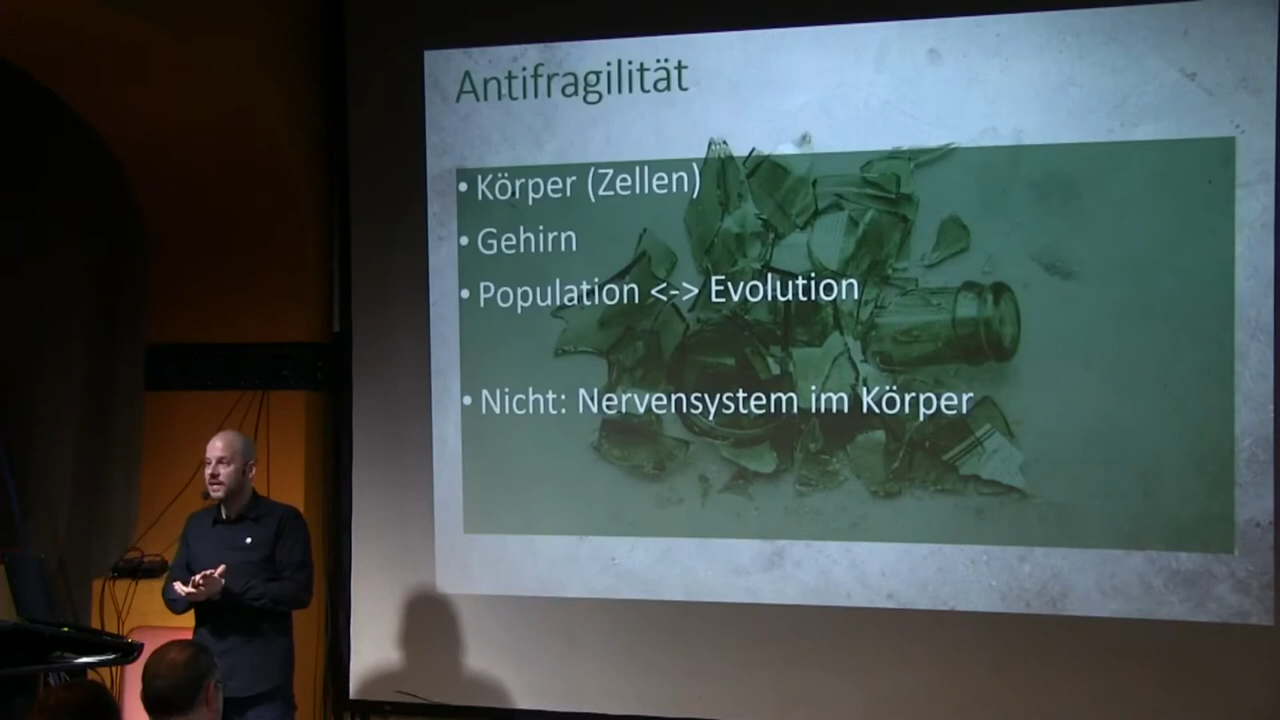 Antifragilität
• Körper (Zellen)
• Gehirn
• Population <-> Evolution
• Nicht: Nervensystem im Körper